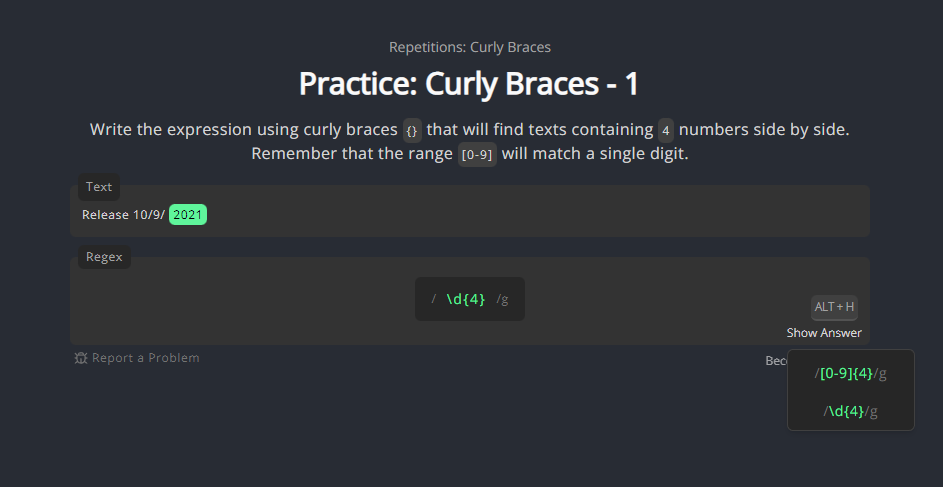 Repetitions: Curly Braces
Practice: Curly Braces - 1
Write the expression using curly braces {} that will find texts containing 4 numbers side by side.
Remember that the range [0-9] will match a single digit.
Text
Release 10/9/ 2021
Regex
/ \d{4} /g
ALT+H
Show Answer
Report a Problem
/[0-9]{4}/g
/\d{4}/g